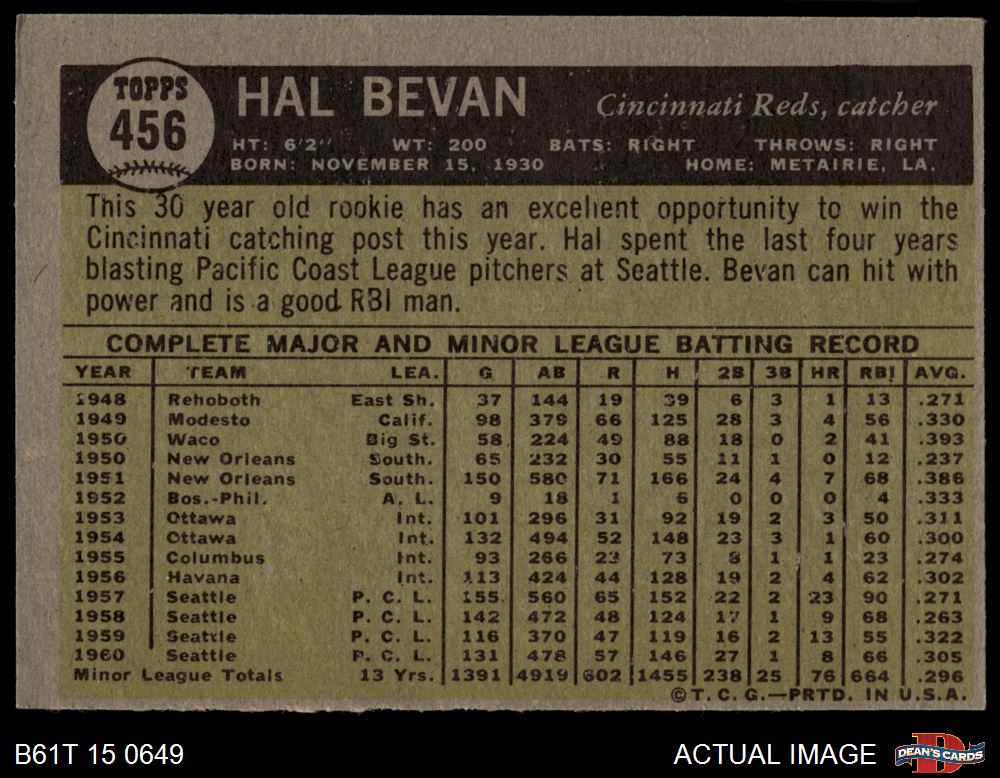 TOPPS
456
HAL BEVAN Cincinnati Reds, catcher
HT: 6'2" WT: 200 BATS: RIGHT THROWS: RIGHT
BORN: NOVEMBER 15, 1930 HOME: METAIRIE, LA.
This 30 year old rookie has an excellent opportunity to win the
Cincinnati catching post this year. Hal spent the last four years
blasting Pacific Coast League pitchers at Seattle. Bevan can hit with
power and is a good RBI man.
COMPLETE MAJOR AND MINOR LEAGUE BATTING RECORD
YEAR TEAM LEA. G AB R H 2B 3B HR RBI AVG.
1948 Rehoboth East Sh. 37 144 19 39 6 3 1 13 .271
1949 Modesto Calif. 98 379 66 125 28 3 4 56 .330
1950 Waco Big St. 58 224 49 88 18 0 2 41 .393
1950 New Orleans South. 65 232 30 55 11 1 0 12 .237
1951 New Orleans South. 150 580 71 166 24 4 7 68 .386
1952 Bos.-Phil. A. L. 9 18 1 6 0 0 0 4 .333
1953 Ottawa Int. 101 296 31 92 19 2 3 50 .311
1954 Ottawa Int. 132 494 52 148 23 3 1 60 .300
1955 Columbus Int. 93 266 23 73 8 1 1 23 .274
1956 Havana Int. 113 424 44 128 19 2 4 62 .302
1957 Seattle P. C. L. 155 560 65 152 22 2 23 90 .271
1958 Seattle P. C. L. 142 472 48 124 17 1 9 68 .263
1959 Seattle P. C. L. 116 370 47 119 16 2 13 55 .322
1960 Seattle P. C. L. 131 478 57 146 27 1 8 66 .305
Minor League Totals 13 Yrs. 1391 4919 602 1455 238 25 76 664 .296
©T. C. G.—PRTD. IN U.S.A.
B61T 15 0649 ACTUAL IMAGE DEAN'S CARDS